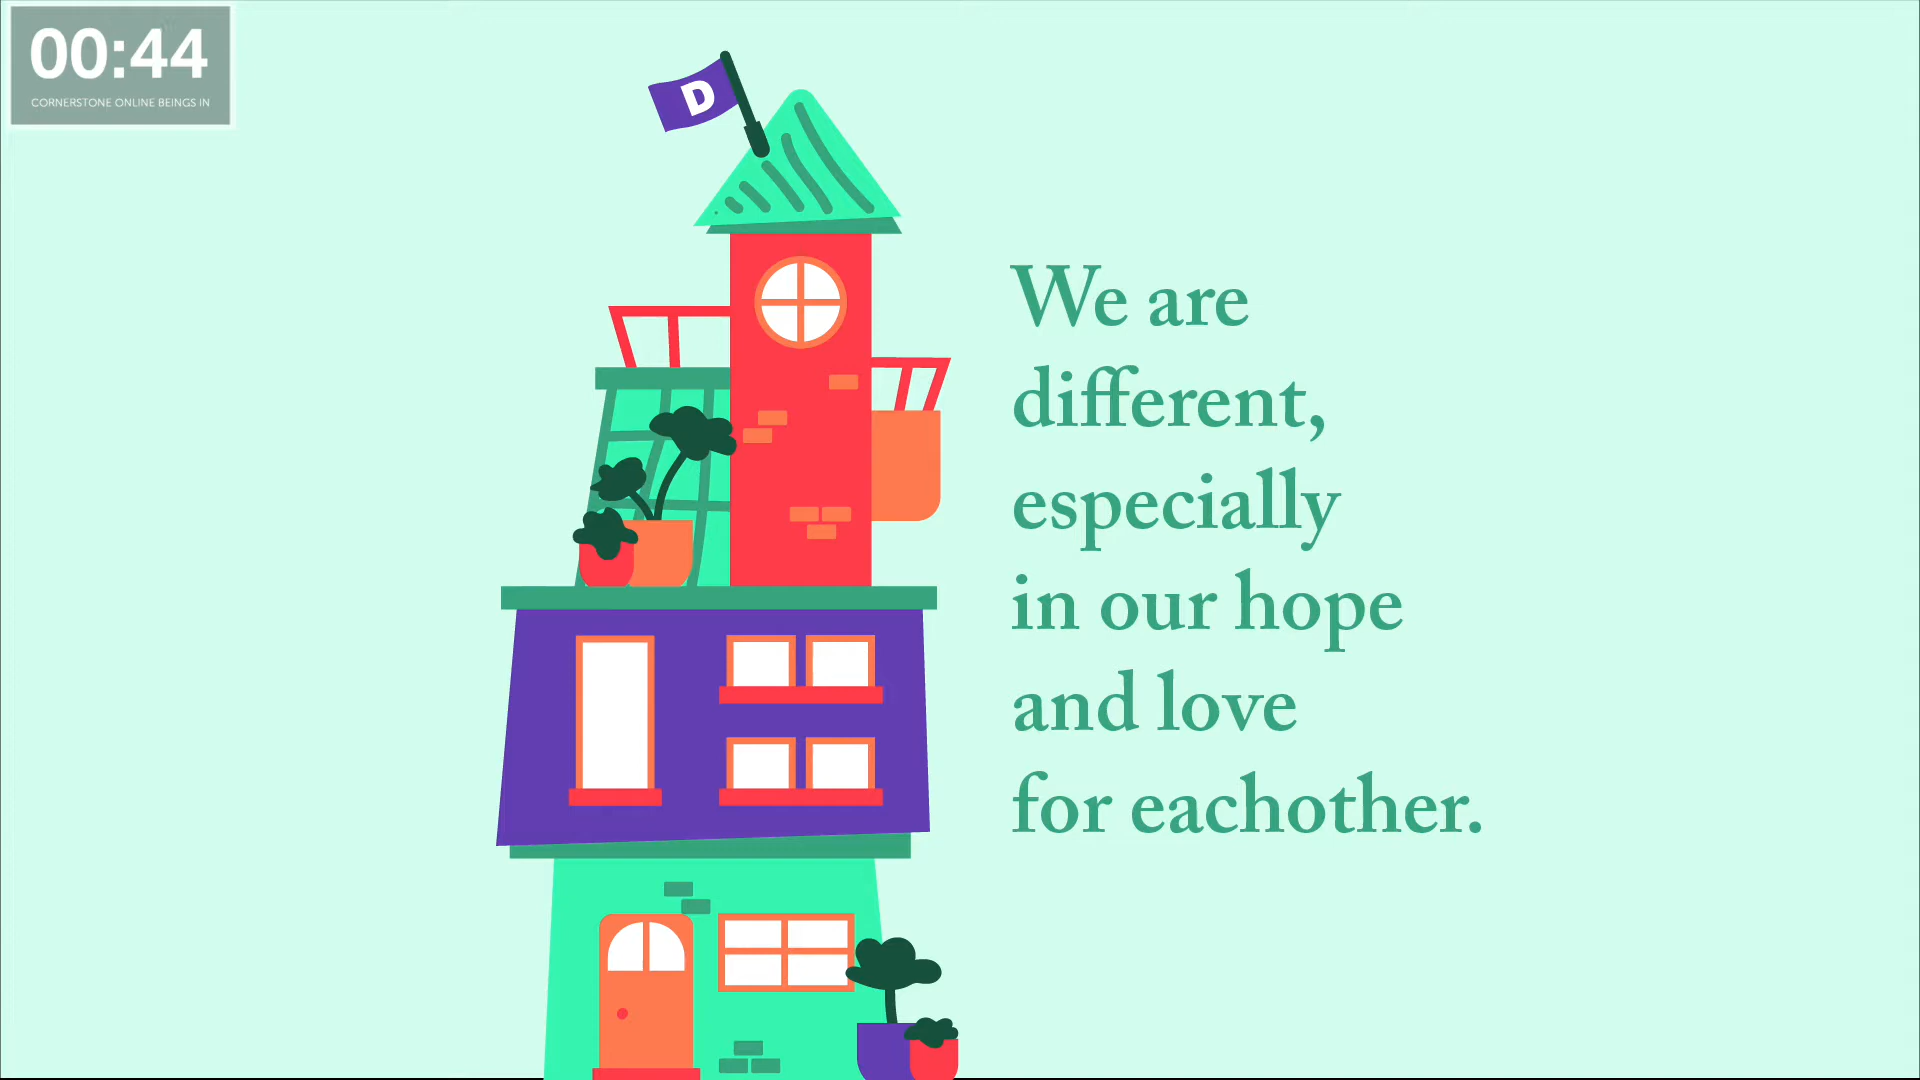 00:44
CORNERSTONE ONLINE BEINGS IN
D
We are
different,
especially
in our hope
and love
for eachother.